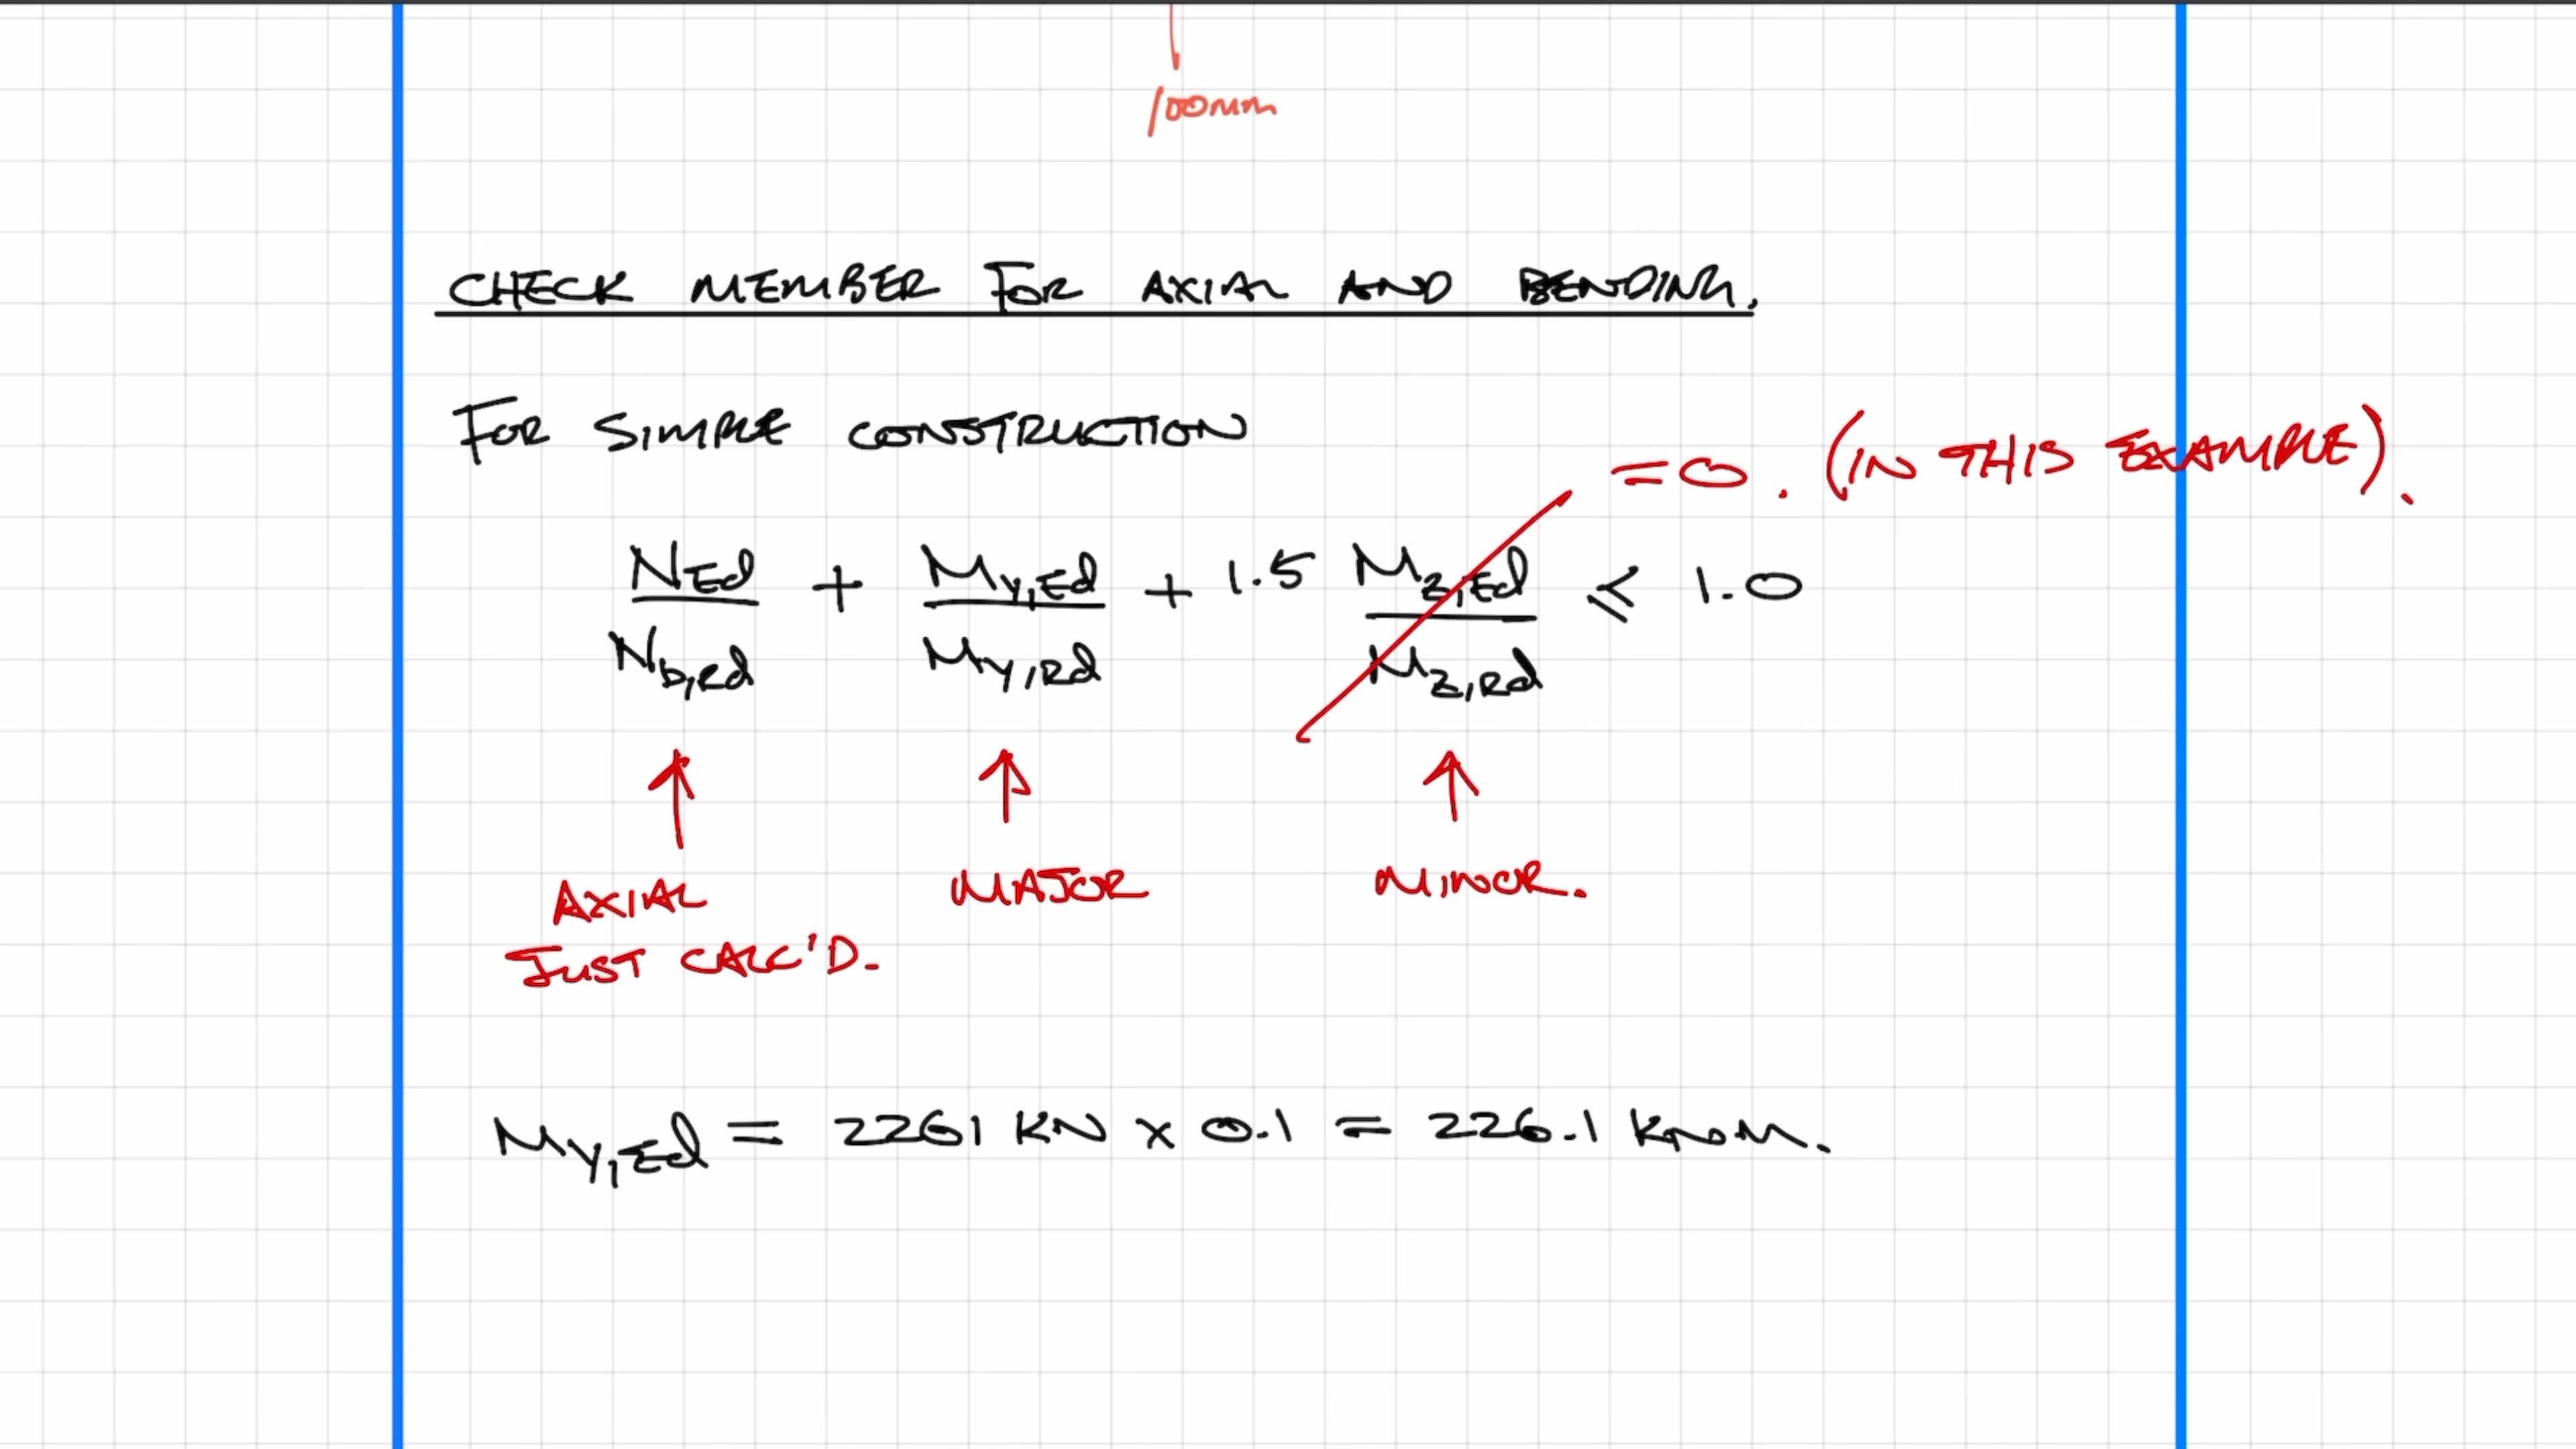 100mm
CHECK MEMBER FOR AXIAL AND BENDING.
FOR SIMPLE CONSTRUCTION
=0. (IN THIS EXAMPLE).
NEd/Nb,Rd + My,Ed/My,Rd + 1.5 Mz,Ed/Mz,Rd ≤ 1.0
AXIAL JUST CALC'D.
MAJOR
MINOR.
My,Ed = 2261 KN x 0.1 = 226.1 KNM.